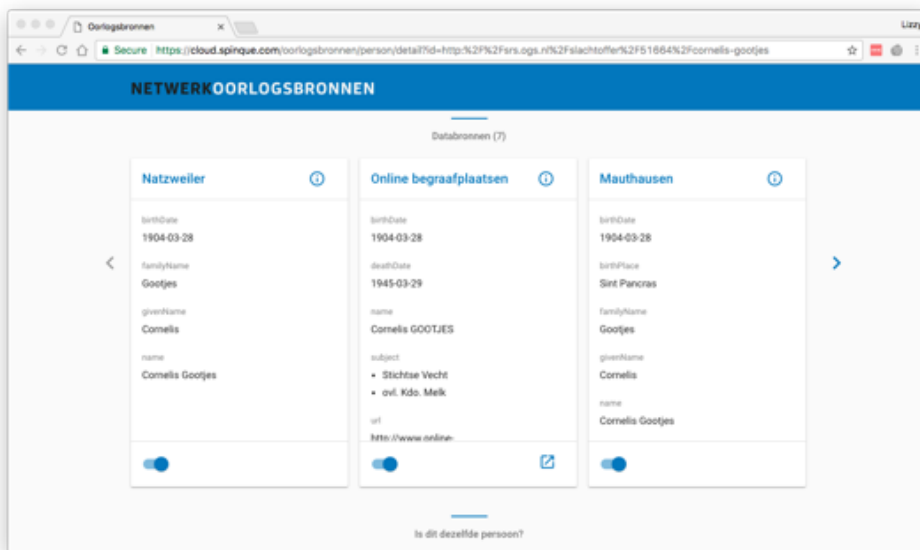 Oorlogsbronnen
Lizzy
Secure https://cloud.spinque.com/oorlogsbronnen/person/detail?id=http:%2F%2Fsrs.ogs.nl%2Fslachtoffer%2F51664%2Fcornelis-gootjes
NETWERKOORLOGSBRONNEN
Databronnen (7)
Natzweiler
birthDate
1904-03-28
familyName
Gootjes
givenName
Cornelis
name
Cornelis Gootjes
Online begraafplaatsen
birthDate
1904-03-28
deathDate
1945-03-29
name
Cornelis GOOTJES
subject
• Stichtse Vecht
• ovl. Kdo. Melk
url
http://www.online-
Mauthausen
birthDate
1904-03-28
birthPlace
Sint Pancras
familyName
Gootjes
givenName
Cornelis
name
Cornelis Gootjes
Is dit dezelfde persoon?